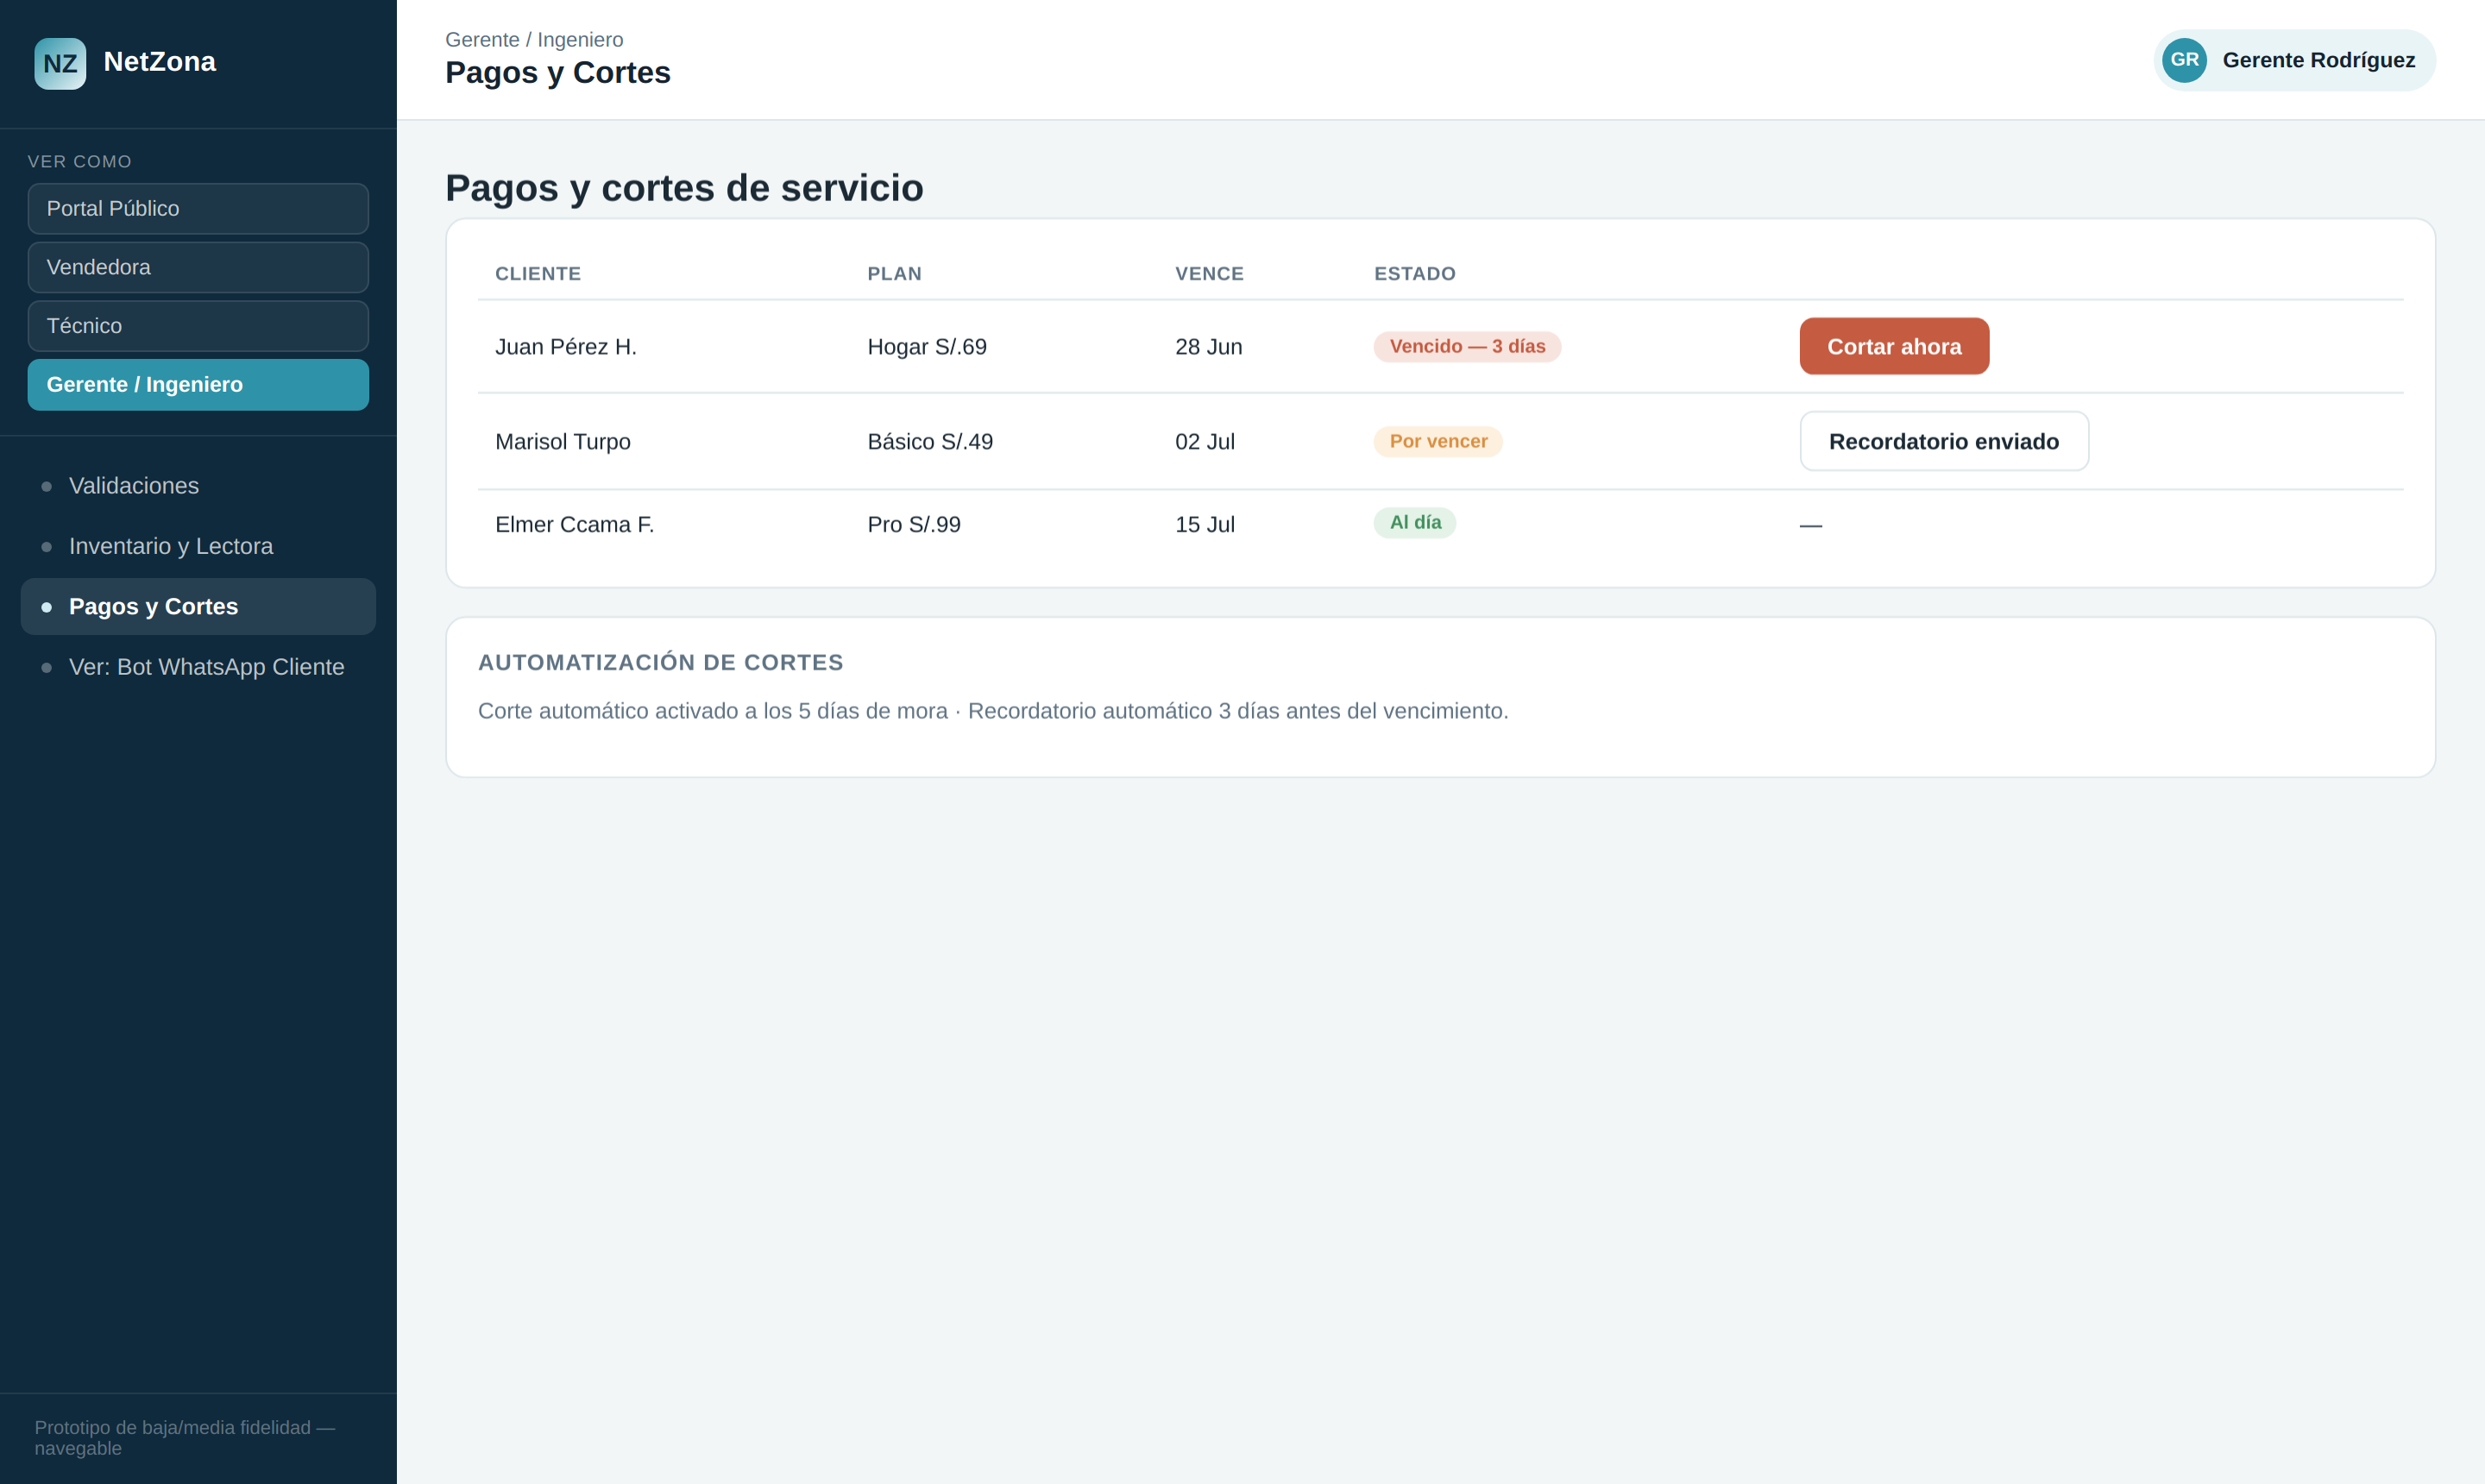 NZ NetZona
VER COMO
Portal Público
Vendedora
Técnico
Gerente / Ingeniero
Validaciones
Inventario y Lectora
Pagos y Cortes
Ver: Bot WhatsApp Cliente
Prototipo de baja/media fidelidad —
navegable
Gerente / Ingeniero
Pagos y Cortes
GR Gerente Rodríguez
Pagos y cortes de servicio
CLIENTE PLAN VENCE ESTADO
Juan Pérez H. Hogar S/.69 28 Jun Vencido — 3 días Cortar ahora
Marisol Turpo Básico S/.49 02 Jul Por vencer Recordatorio enviado
Elmer Ccama F. Pro S/.99 15 Jul Al día —
AUTOMATIZACIÓN DE CORTES
Corte automático activado a los 5 días de mora · Recordatorio automático 3 días antes del vencimiento.